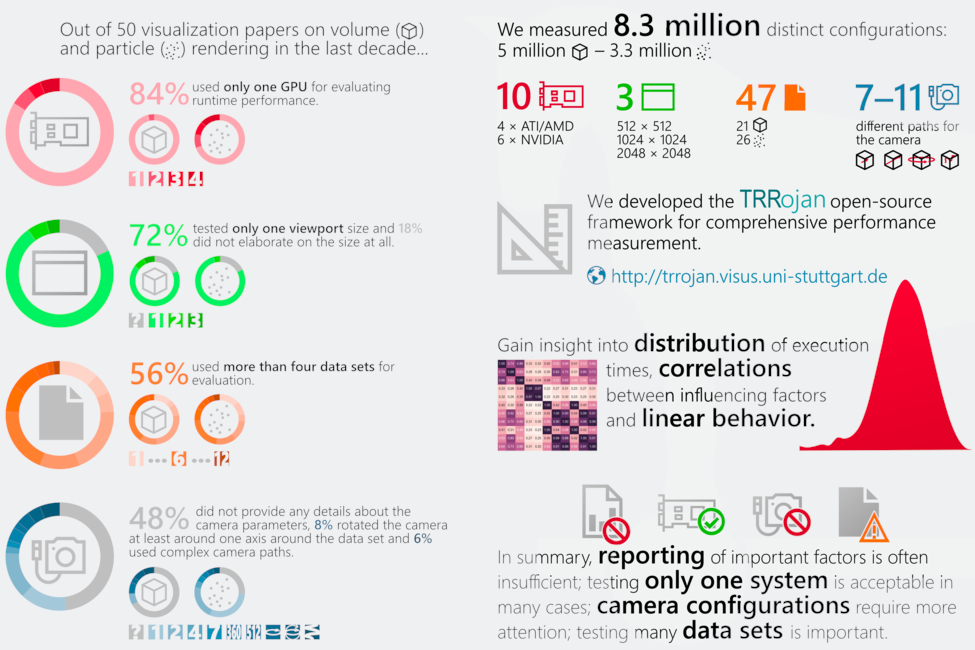 Out of 50 visualization papers on volume ( )
and particle ( ) rendering in the last decade...
84% used only one GPU for evaluating
runtime performance.
1 2 3 4
72% tested only one viewport size and 18%
did not elaborate on the size at all.
? 1 2 3
56% used more than four data sets for
evaluation.
1 ••• 6 ••• 12
48% did not provide any details about the
camera parameters, 8% rotated the camera
at least around one axis around the data set and 6%
used complex camera paths.
? 1 2 4 7 360 512
We measured 8.3 million distinct configurations:
5 million – 3.3 million
10
4 × ATI/AMD
6 × NVIDIA
3
512 × 512
1024 × 1024
2048 × 2048
47
21
26
7–11
different paths for
the camera
We developed the TRRojan open-source
framework for comprehensive performance
measurement.
http://trrojan.visus.uni-stuttgart.de
Gain insight into distribution of execution
times, correlations
between influencing factors
and linear behavior.
In summary, reporting of important factors is often
insufficient; testing only one system is acceptable in
many cases; camera configurations require more
attention; testing many data sets is important.